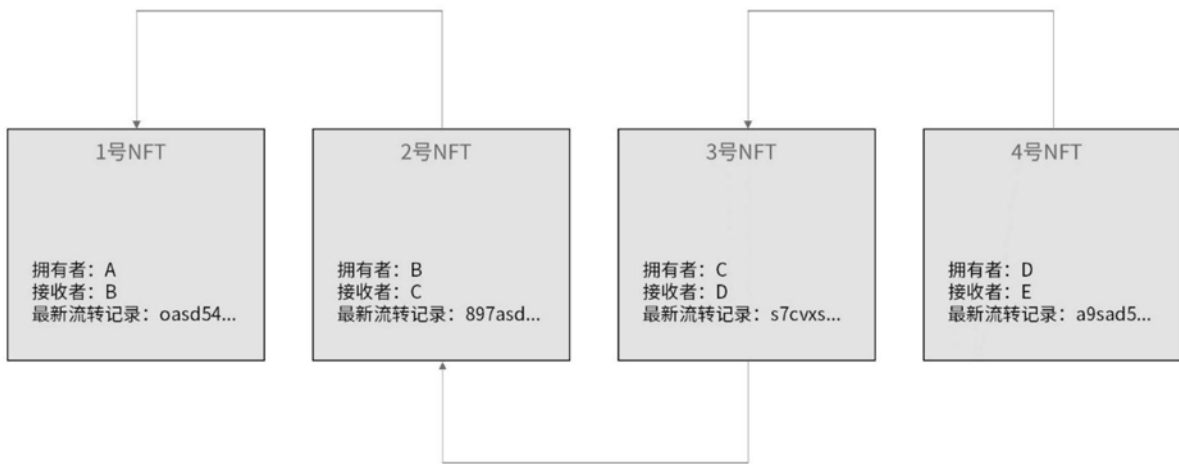 1号NFT
拥有者：A
接收者：B
最新流转记录：oasd54...
2号NFT
拥有者：B
接收者：C
最新流转记录：897asd...
3号NFT
拥有者：C
接收者：D
最新流转记录：s7cvxs...
4号NFT
拥有者：D
接收者：E
最新流转记录：a9sad5...